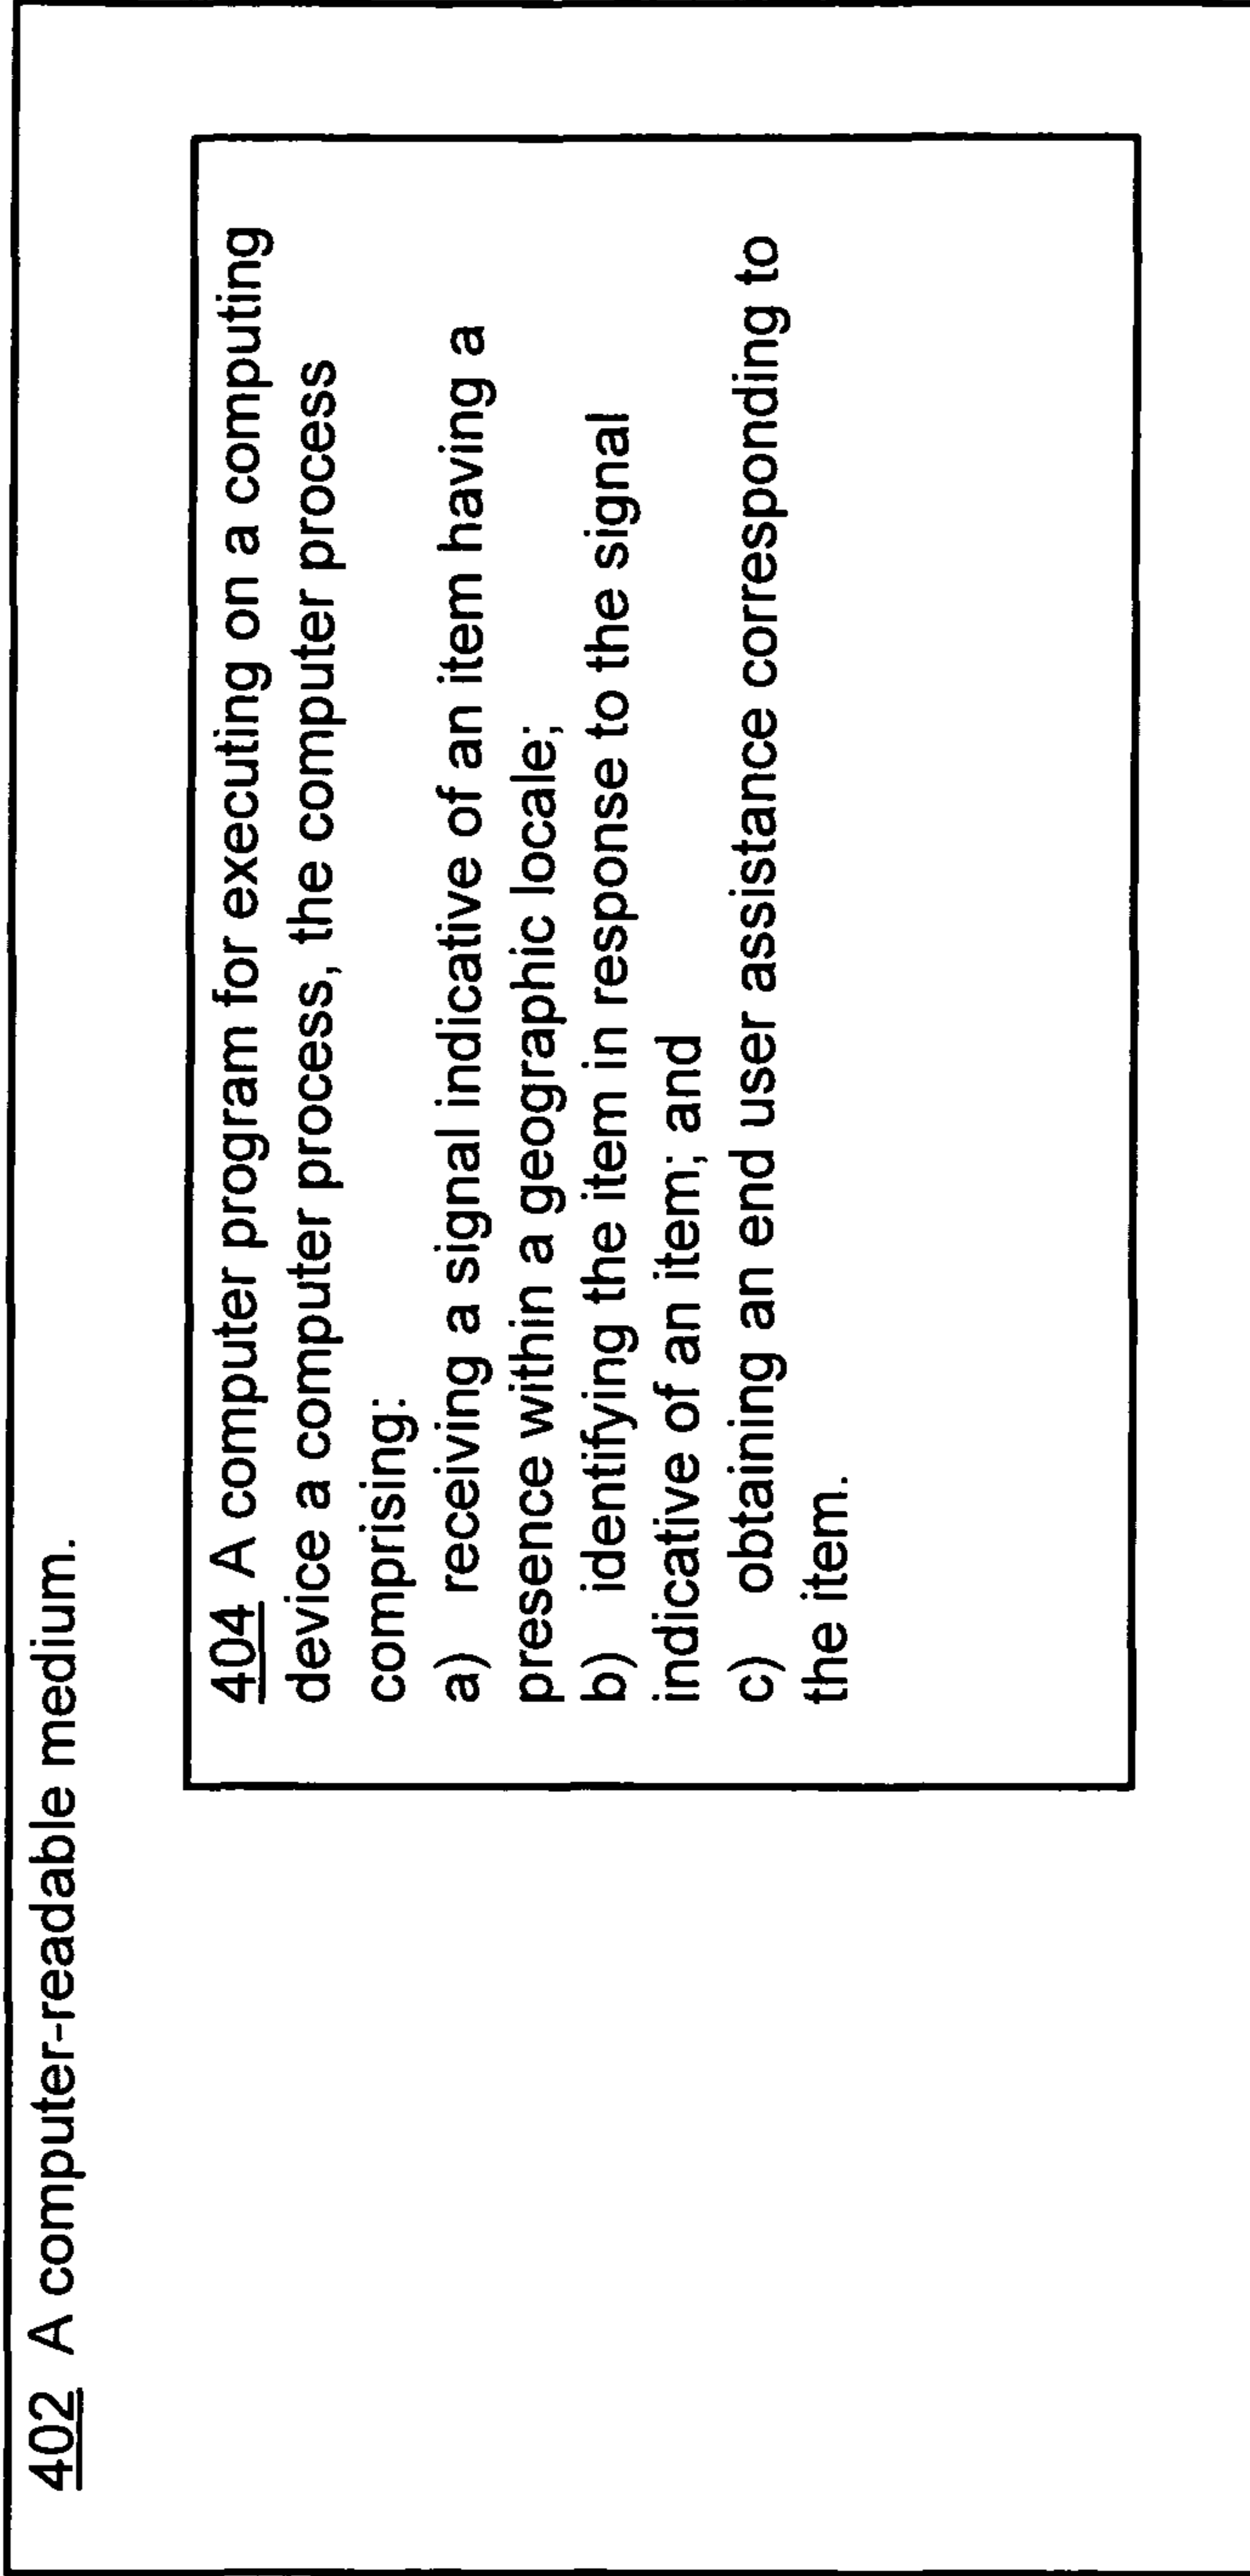 402 A computer-readable medium.
404 A computer program for executing on a computing
device a computer process, the computer process
comprising:
a) receiving a signal indicative of an item having a
presence within a geographic locale;
b) identifying the item in response to the signal
indicative of an item; and
c) obtaining an end user assistance corresponding to
the item.